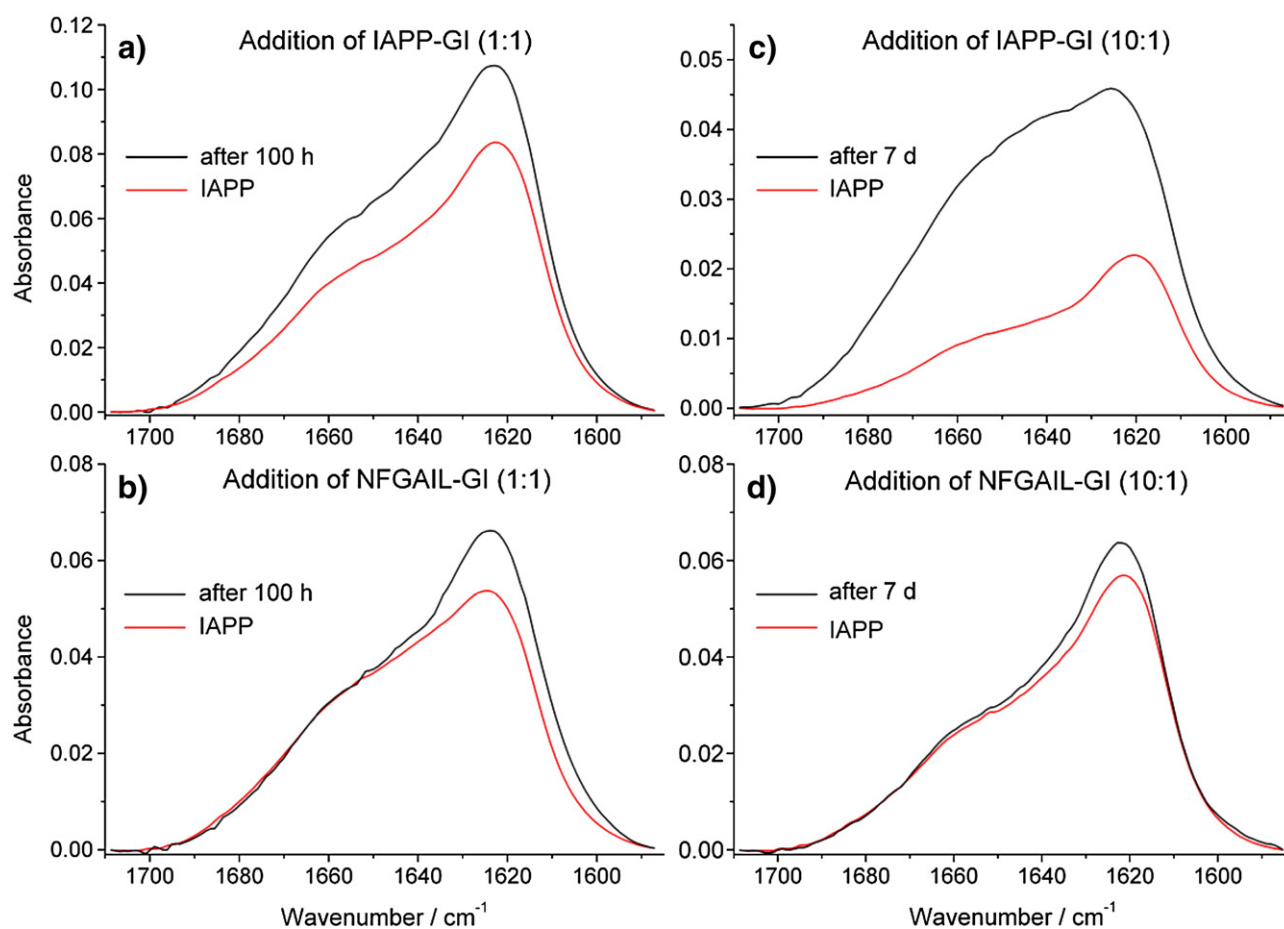 a)
Addition of IAPP-GI (1:1)
after 100 h
IAPP
Absorbance
0.12
0.10
0.08
0.06
0.04
0.02
0.00
1700 1680 1660 1640 1620 1600
c)
Addition of IAPP-GI (10:1)
after 7 d
IAPP
0.05
0.04
0.03
0.02
0.01
0.00
1700 1680 1660 1640 1620 1600
b)
Addition of NFGAIL-GI (1:1)
after 100 h
IAPP
Absorbance
0.08
0.06
0.04
0.02
0.00
1700 1680 1660 1640 1620 1600
Wavenumber / cm⁻¹
d)
Addition of NFGAIL-GI (10:1)
after 7 d
IAPP
0.08
0.06
0.04
0.02
0.00
1700 1680 1660 1640 1620 1600
Wavenumber / cm⁻¹